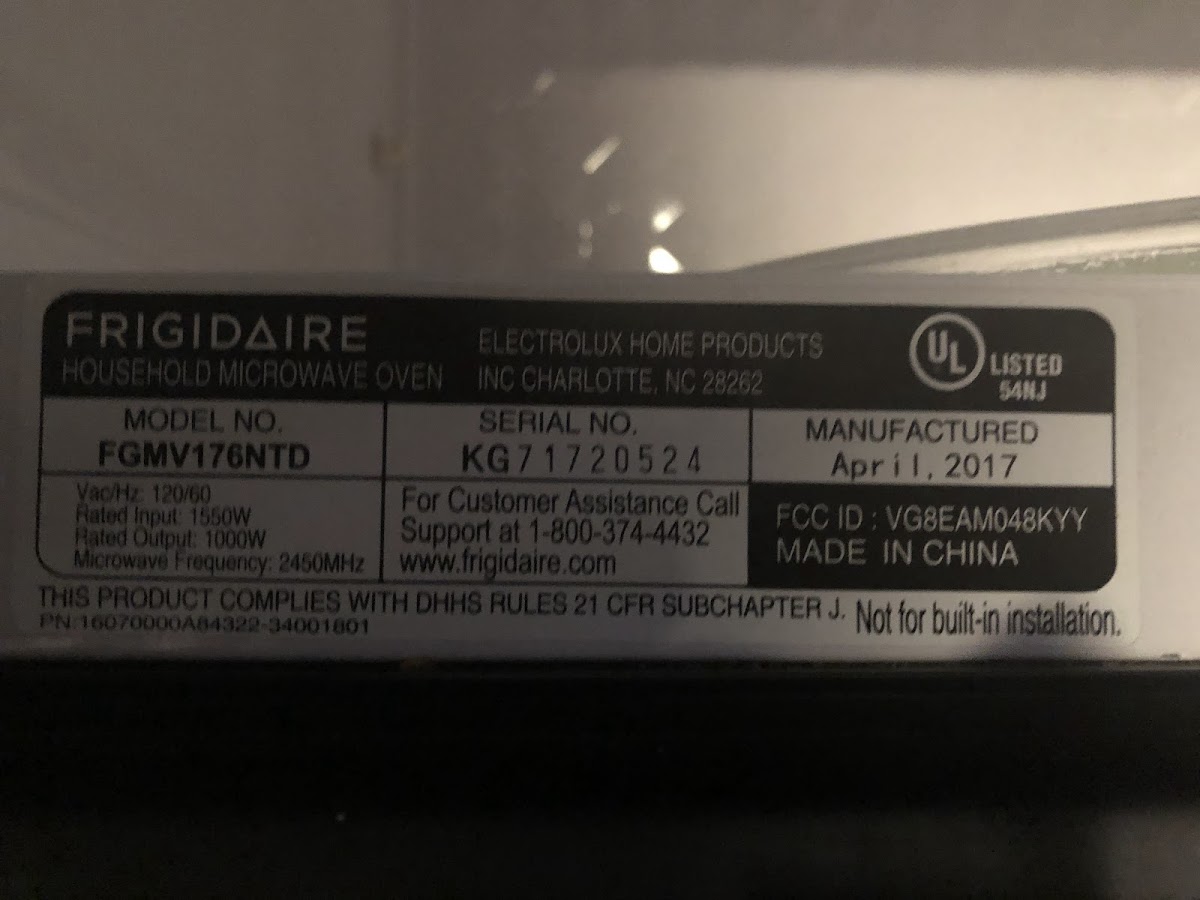 FRIGIDAIRE
HOUSEHOLD MICROWAVE OVEN
ELECTROLUX HOME PRODUCTS
INC CHARLOTTE, NC 28262
UL LISTED
54NJ
MODEL NO.
FGMV176NTD
SERIAL NO.
KG71720524
MANUFACTURED
April, 2017
Vac/Hz: 120/60
Rated Input: 1550W
Rated Output: 1000W
Microwave Frequency: 2450MHz
For Customer Assistance Call
Support at 1-800-374-4432
www.frigidaire.com
FCC ID : VG8EAM048KYY
MADE IN CHINA
THIS PRODUCT COMPLIES WITH DHHS RULES 21 CFR SUBCHAPTER J. Not for built-in installation.
PN:16070000A84322-34001801